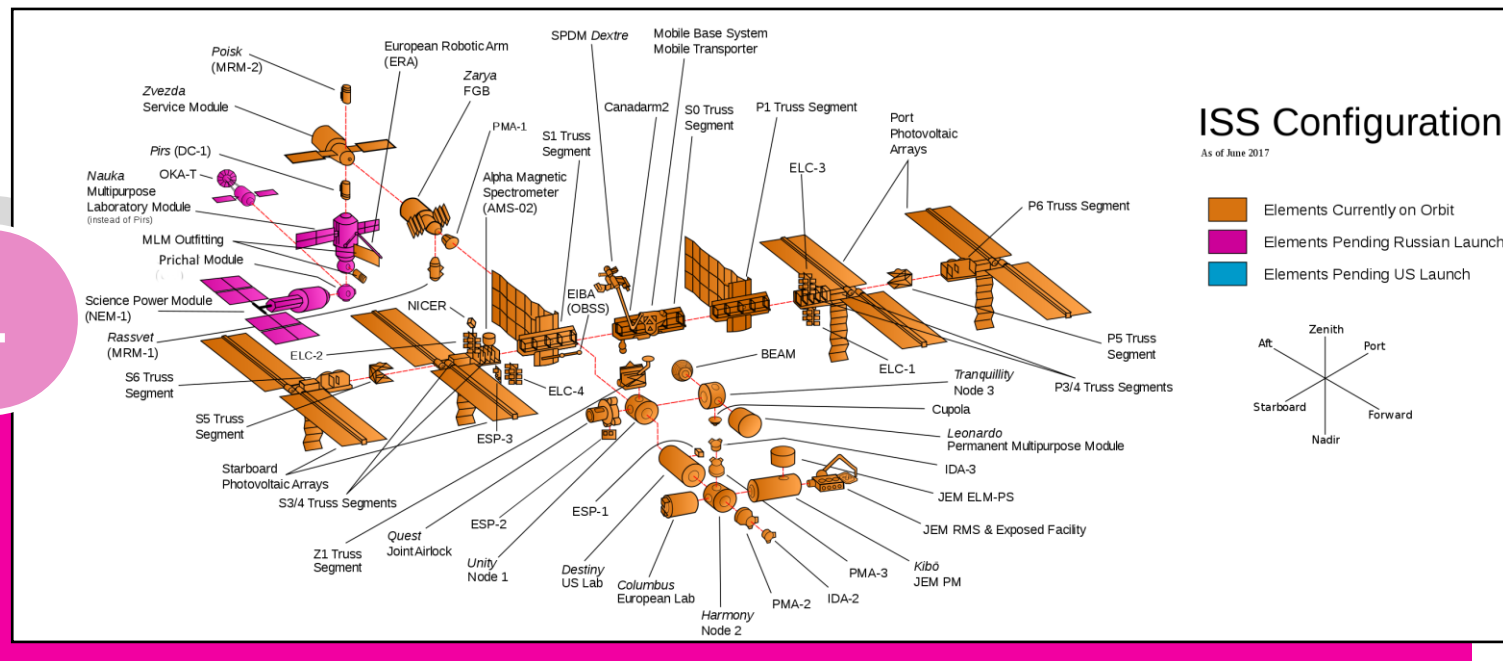 ISS Configuration
As of June 2017
Elements Currently on Orbit
Elements Pending Russian Launch
Elements Pending US Launch
Zenith
Aft
Port
Starboard
Forward
Nadir
Poisk
(MRM-2)
European Robotic Arm
(ERA)
Zvezda
Service Module
Zarya
FGB
PMA-1
Pirs (DC-1)
OKA-T
Nauka
Multipurpose
Laboratory Module
(instead of Pirs)
MLM Outfitting
Prichal Module
Science Power Module
(NEM-1)
Rassvet
(MRM-1)
S1 Truss
Segment
Alpha Magnetic
Spectrometer
(AMS-02)
SPDM Dextre
Mobile Base System
Mobile Transporter
Canadarm2
S0 Truss
Segment
P1 Truss Segment
Port
Photovoltaic
Arrays
ELC-3
P6 Truss Segment
P5 Truss
Segment
P3/4 Truss Segments
ELC-1
EIBA
(OBSS)
NICER
ELC-2
S6 Truss
Segment
S5 Truss
Segment
Starboard
Photovoltaic Arrays
S3/4 Truss Segments
ESP-3
ELC-4
BEAM
Tranquillity
Node 3
Cupola
Leonardo
Permanent Multipurpose Module
IDA-3
JEM ELM-PS
JEM RMS & Exposed Facility
Kibō
JEM PM
PMA-3
IDA-2
PMA-2
Harmony
Node 2
Columbus
European Lab
Destiny
US Lab
ESP-1
Unity
Node 1
ESP-2
Quest
Joint Airlock
Z1 Truss
Segment